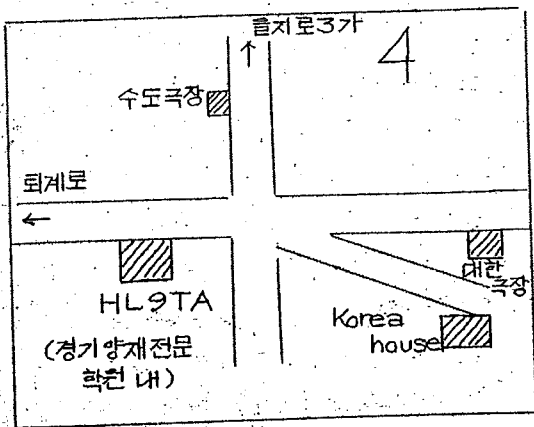 을지로3가
4
수도극장
퇴계로
HL9TA
(경기양재전문
학원 내)
대한
극장
Korea
house